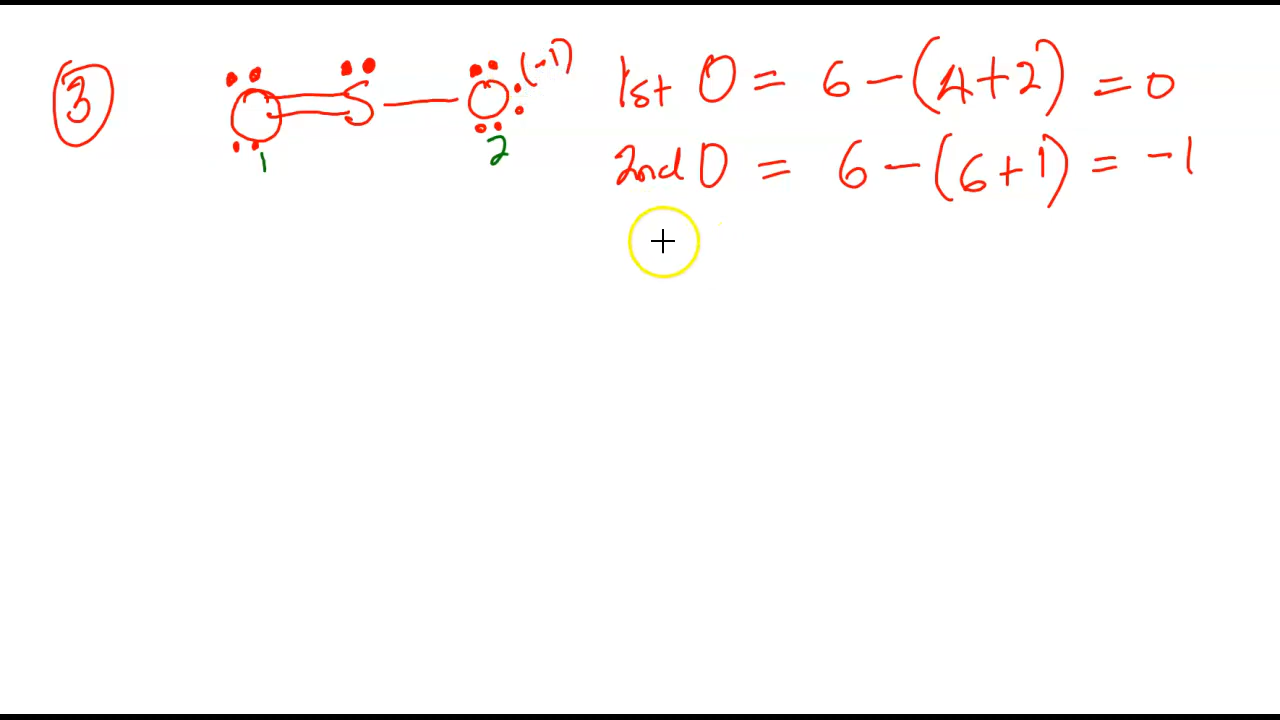 3
O=S—O (-1)
1 2
1st O = 6 - (4+2) = 0
2nd O = 6 - (6+1) = -1